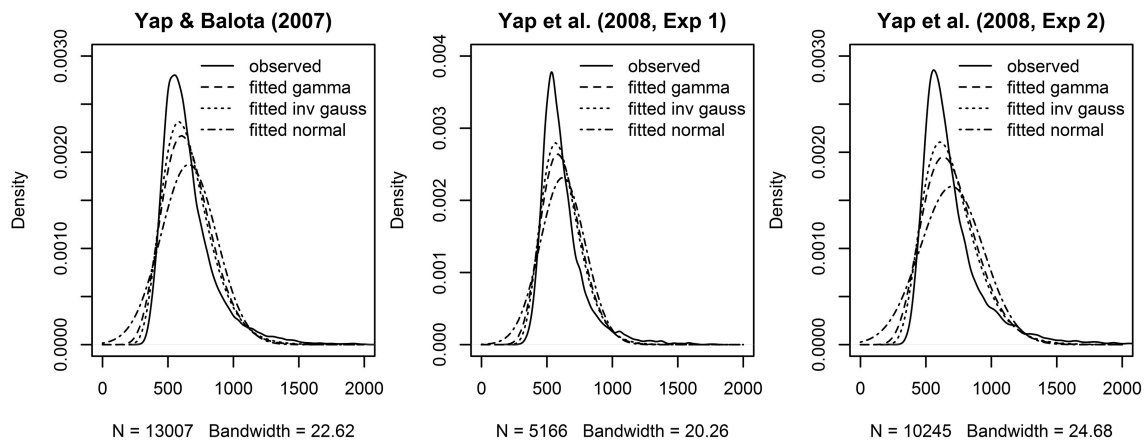 Yap & Balota (2007)
0.0030
0.0020
0.0010
0.0000
Density
observed
fitted gamma
fitted inv gauss
fitted normal
0 500 1000 1500 2000
N = 13007 Bandwidth = 22.62
Yap et al. (2008, Exp 1)
0.004
0.003
0.002
0.001
0.000
Density
observed
fitted gamma
fitted inv gauss
fitted normal
0 500 1000 1500 2000
N = 5166 Bandwidth = 20.26
Yap et al. (2008, Exp 2)
0.0030
0.0020
0.0010
0.0000
Density
observed
fitted gamma
fitted inv gauss
fitted normal
0 500 1000 1500 2000
N = 10245 Bandwidth = 24.68